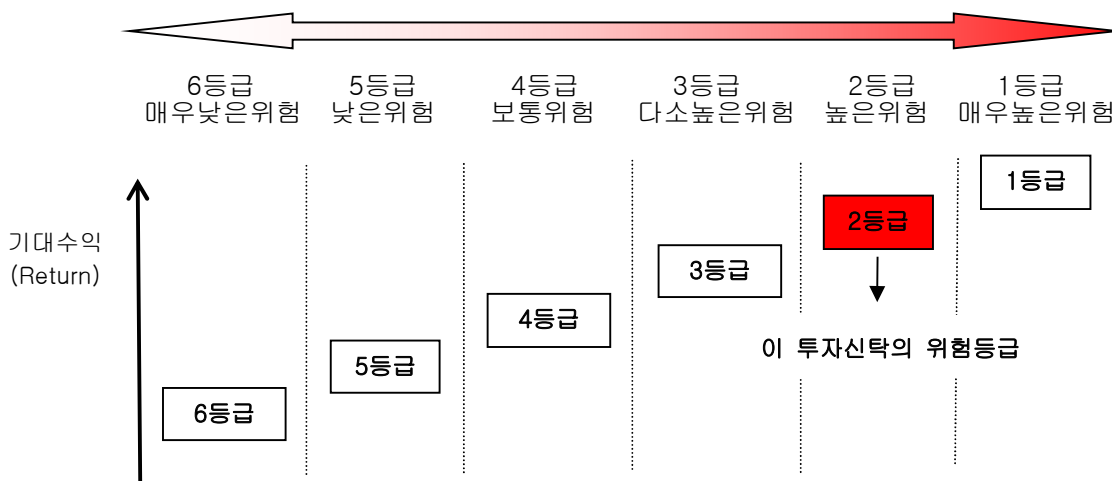 6등급 5등급 4등급 3등급 2등급 1등급
매우낮은위험 낮은위험 보통위험 다소높은위험 높은위험 매우높은위험
1등급
2등급
기대수익
(Return)
3등급
4등급
이 투자신탁의 위험등급
5등급
6등급